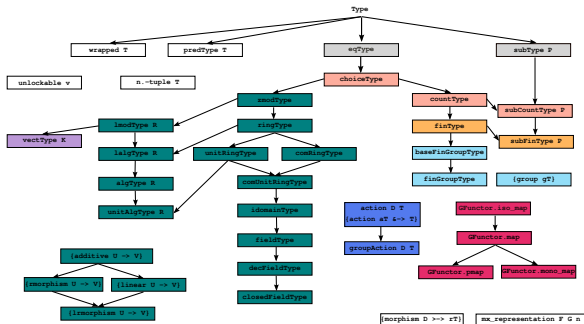 Type
wrapped T
predType T
eqType
subType P
unlockable v
n.-tuple T
choiceType
zmodType
countType
subCountType P
lmodType R
ringType
finType
vectType K
lalgType R
unitRingType
comRingType
baseFinGroupType
subFinType P
algType R
comUnitRingType
finGroupType
{group gT}
unitAlgType R
idomainType
action D T
{action aT &-> T}
GFunctor.iso_map
fieldType
groupAction D T
GFunctor.map
{additive U -> V}
decFieldType
GFunctor.pmap
GFunctor.mono_map
{rmorphism U -> V}
{linear U -> V}
closedFieldType
{lrmorphism U -> V}
{morphism D >-> rT}
mx_representation F G n